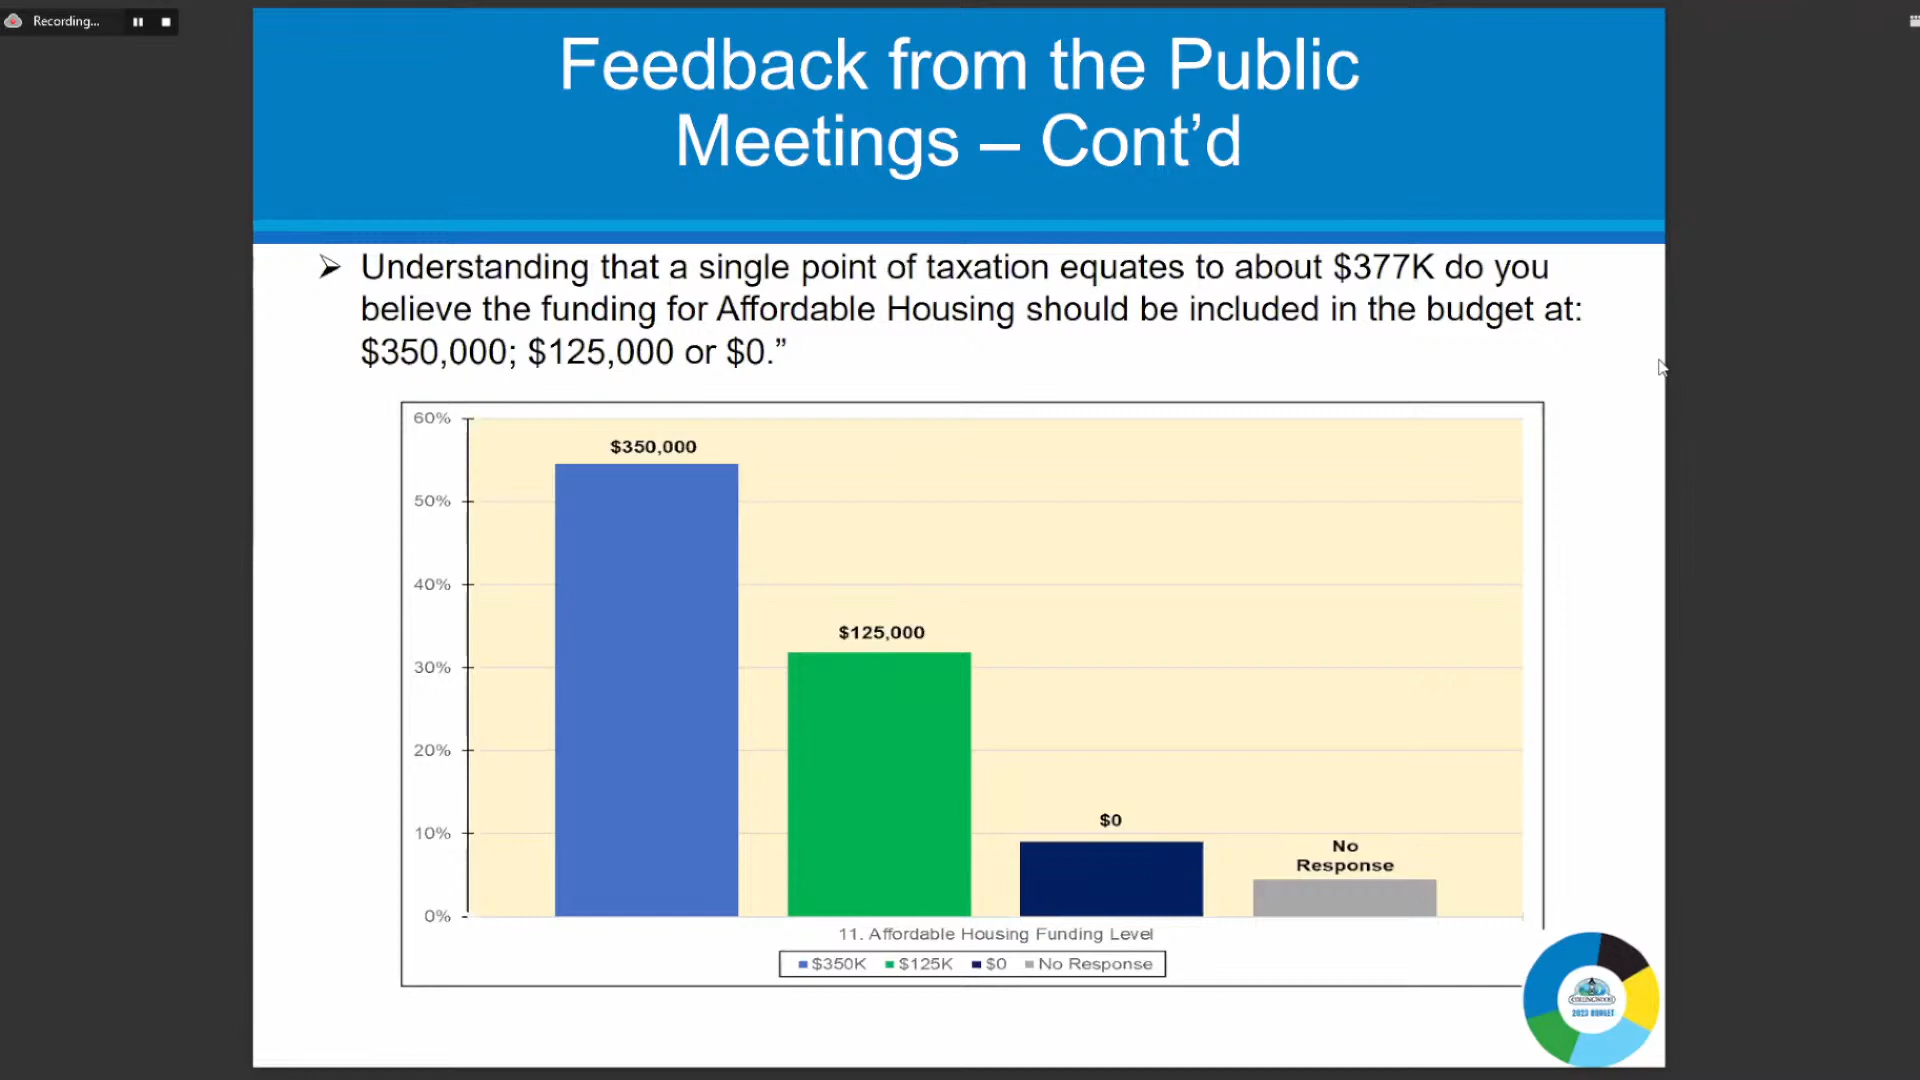 Recording...
Feedback from the Public
Meetings – Cont’d
Understanding that a single point of taxation equates to about $377K do you
believe the funding for Affordable Housing should be included in the budget at:
$350,000; $125,000 or $0.”
60%
50%
40%
30%
20%
10%
0%
$350,000
$125,000
$0
No
Response
11. Affordable Housing Funding Level
$350K $125K $0 No Response
COLLINGWOOD
2023 BUDGET